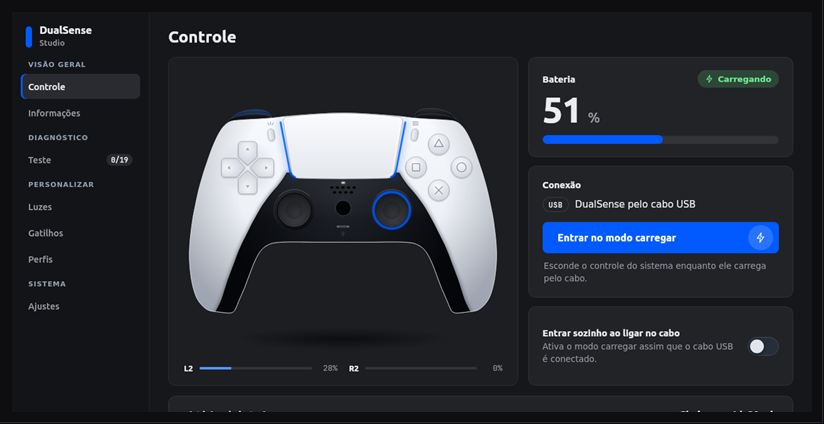 DualSense
Studio
VISÃO GERAL
Controle
Informações
DIAGNÓSTICO
Teste 0/19
PERSONALIZAR
Luzes
Gatilhos
Perfis
SISTEMA
Ajustes
Controle
L2 28% R2 0%
Bateria
Carregando
51 %
Conexão
USB DualSense pelo cabo USB
Entrar no modo carregar
Esconde o controle do sistema enquanto ele carrega
pelo cabo.
Entrar sozinho ao ligar no cabo
Ativa o modo carregar assim que o cabo USB
é conectado.